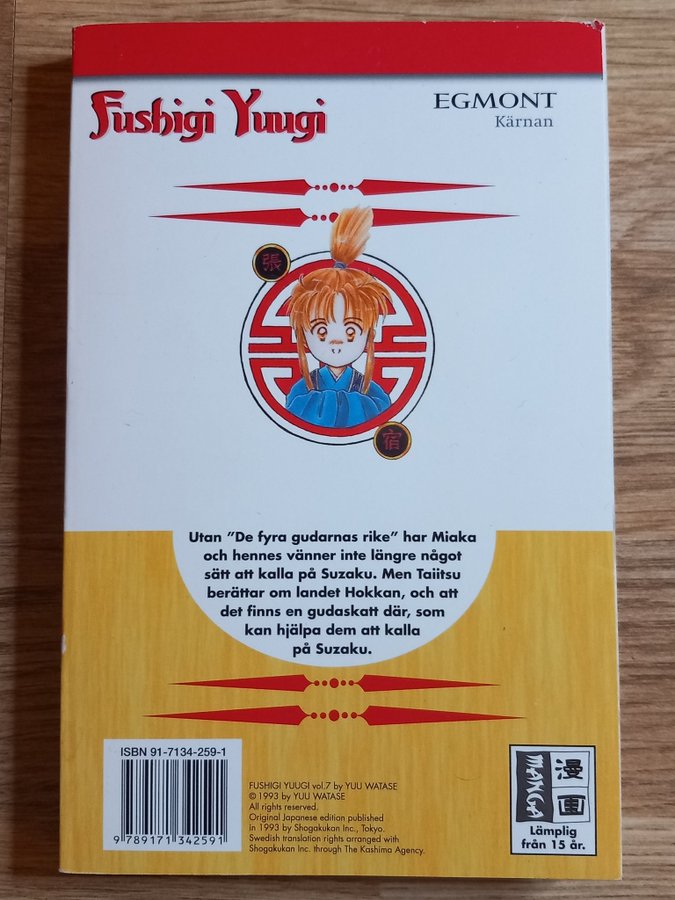 Fushigi Yuugi
EGMONT
Kärnan
張
宿
Utan ”De fyra gudarnas rike” har Miaka
och hennes vänner inte längre något
sätt att kalla på Suzaku. Men Taiitsu
berättar om landet Hokkan, och att
det finns en gudaskatt där, som
kan hjälpa dem att kalla
på Suzaku.
ISBN 91-7134-259-1
9 789171 342591
FUSHIGI YUUGI vol.7 by YUU WATASE
© 1993 by YUU WATASE
All rights reserved.
Original Japanese edition published
in 1993 by Shogakukan Inc., Tokyo.
Swedish translation rights arranged with
Shogakukan Inc. through The Kashima Agency.
MANGA
漫
画
Lämplig
från 15 år.